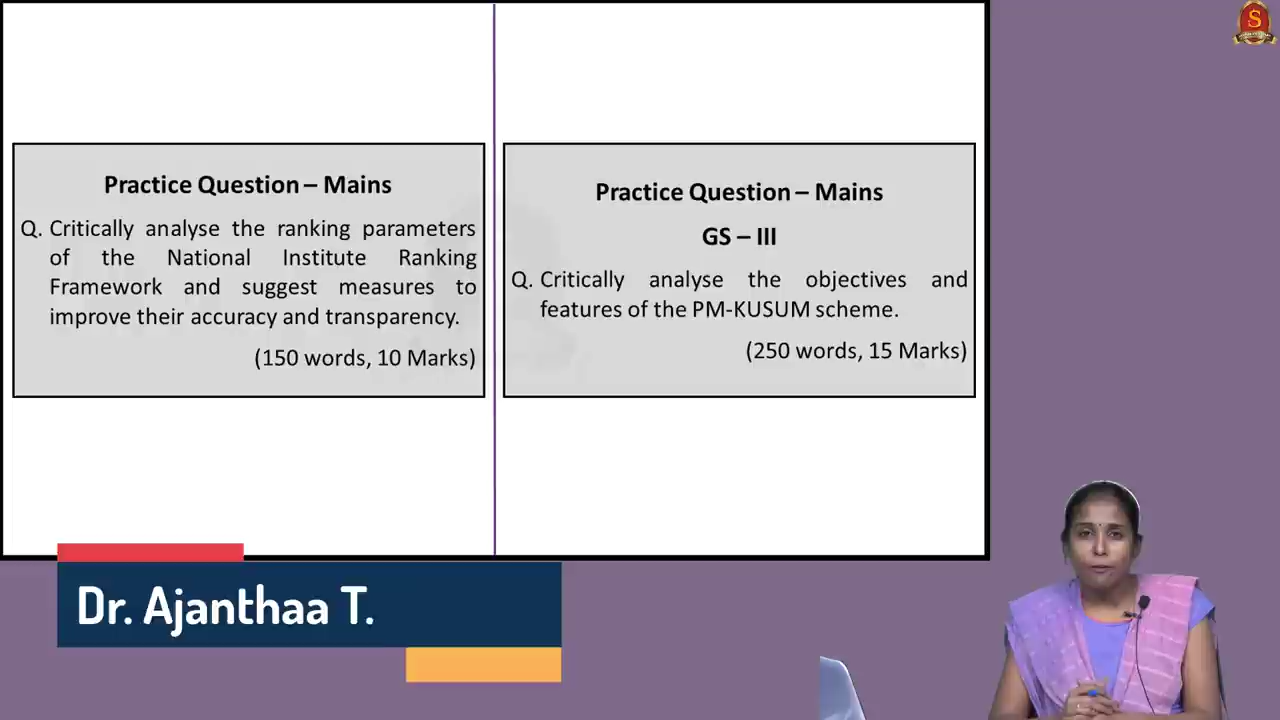 Practice Question – Mains
Q. Critically analyse the ranking parameters
of the National Institute Ranking
Framework and suggest measures to
improve their accuracy and transparency.
(150 words, 10 Marks)
Practice Question – Mains
GS – III
Q. Critically analyse the objectives and
features of the PM-KUSUM scheme.
(250 words, 15 Marks)
Dr. Ajanthaa T.
S